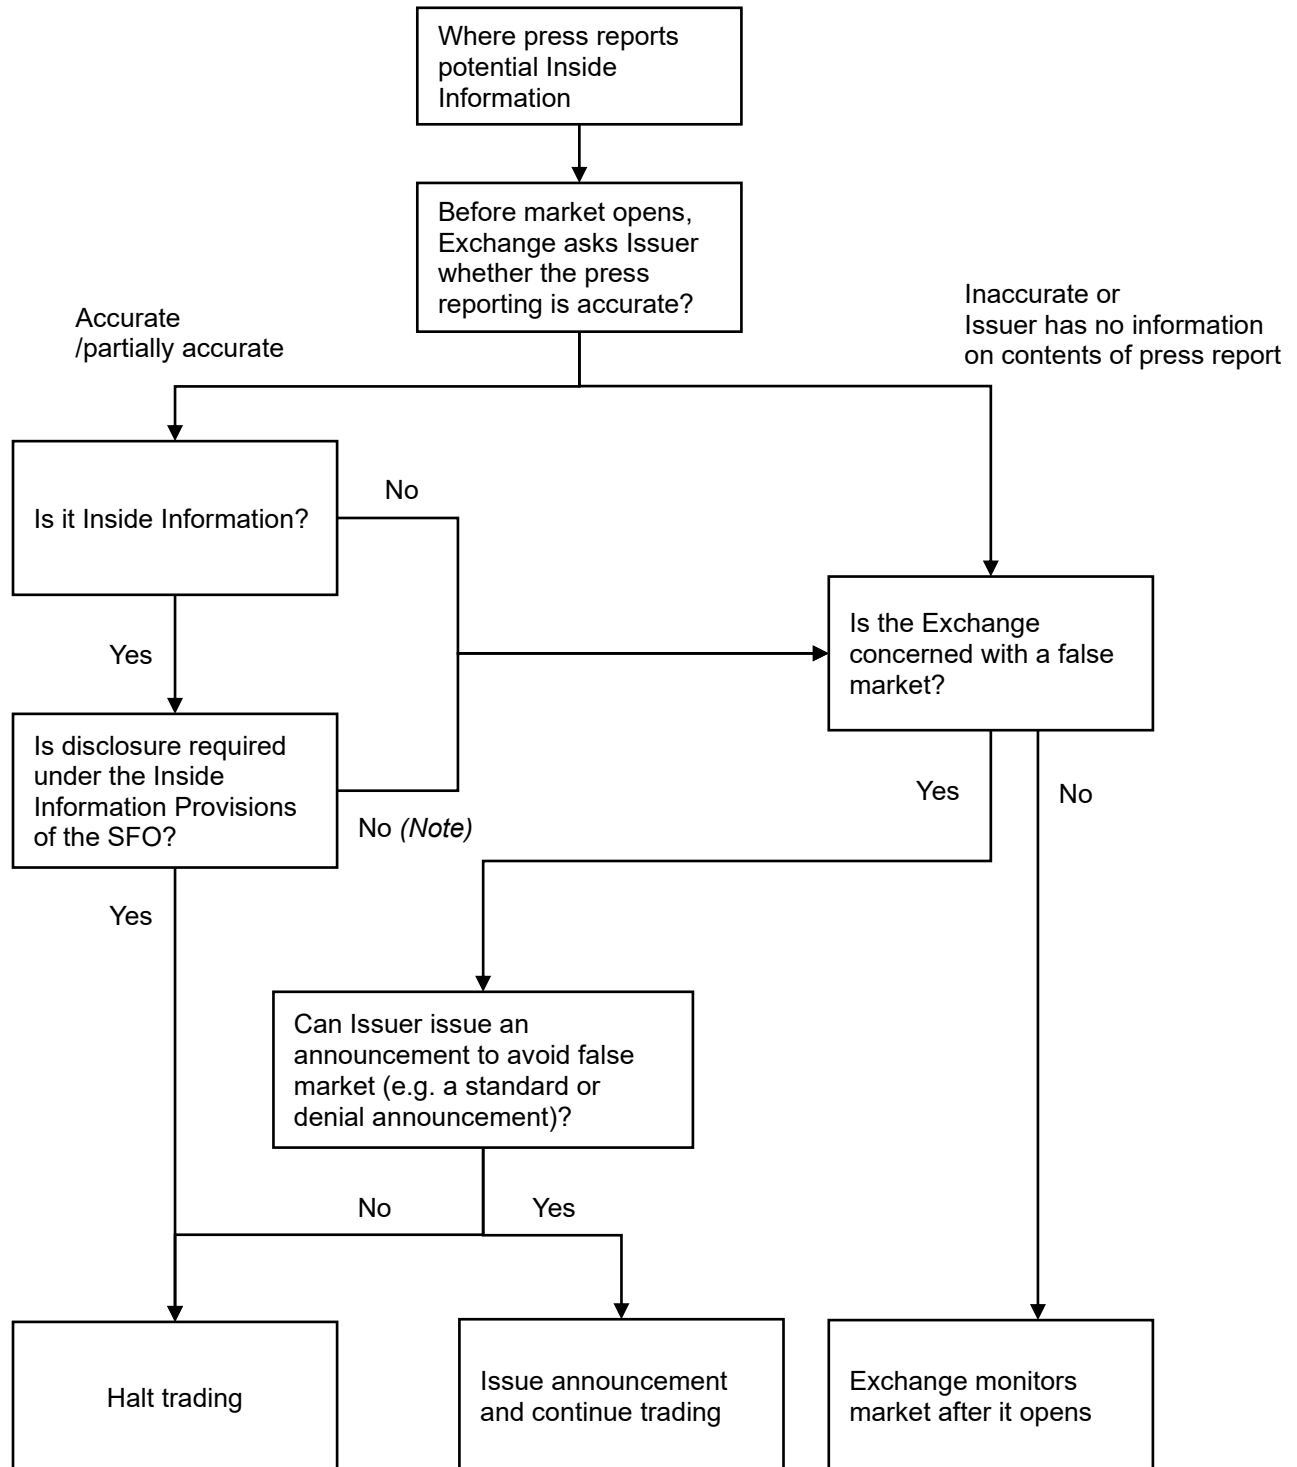 Where press reports
potential Inside
Information
Before market opens,
Exchange asks Issuer
whether the press
reporting is accurate?
Accurate
/partially accurate
Inaccurate or
Issuer has no information
on contents of press report
Is it Inside Information?
No
Yes
Is the Exchange
concerned with a false
market?
Is disclosure required
under the Inside
Information Provisions
of the SFO?
No (Note)
Yes
No
Yes
Can Issuer issue an
announcement to avoid false
market (e.g. a standard or
denial announcement)?
No
Yes
Halt trading
Issue announcement
and continue trading
Exchange monitors
market after it opens